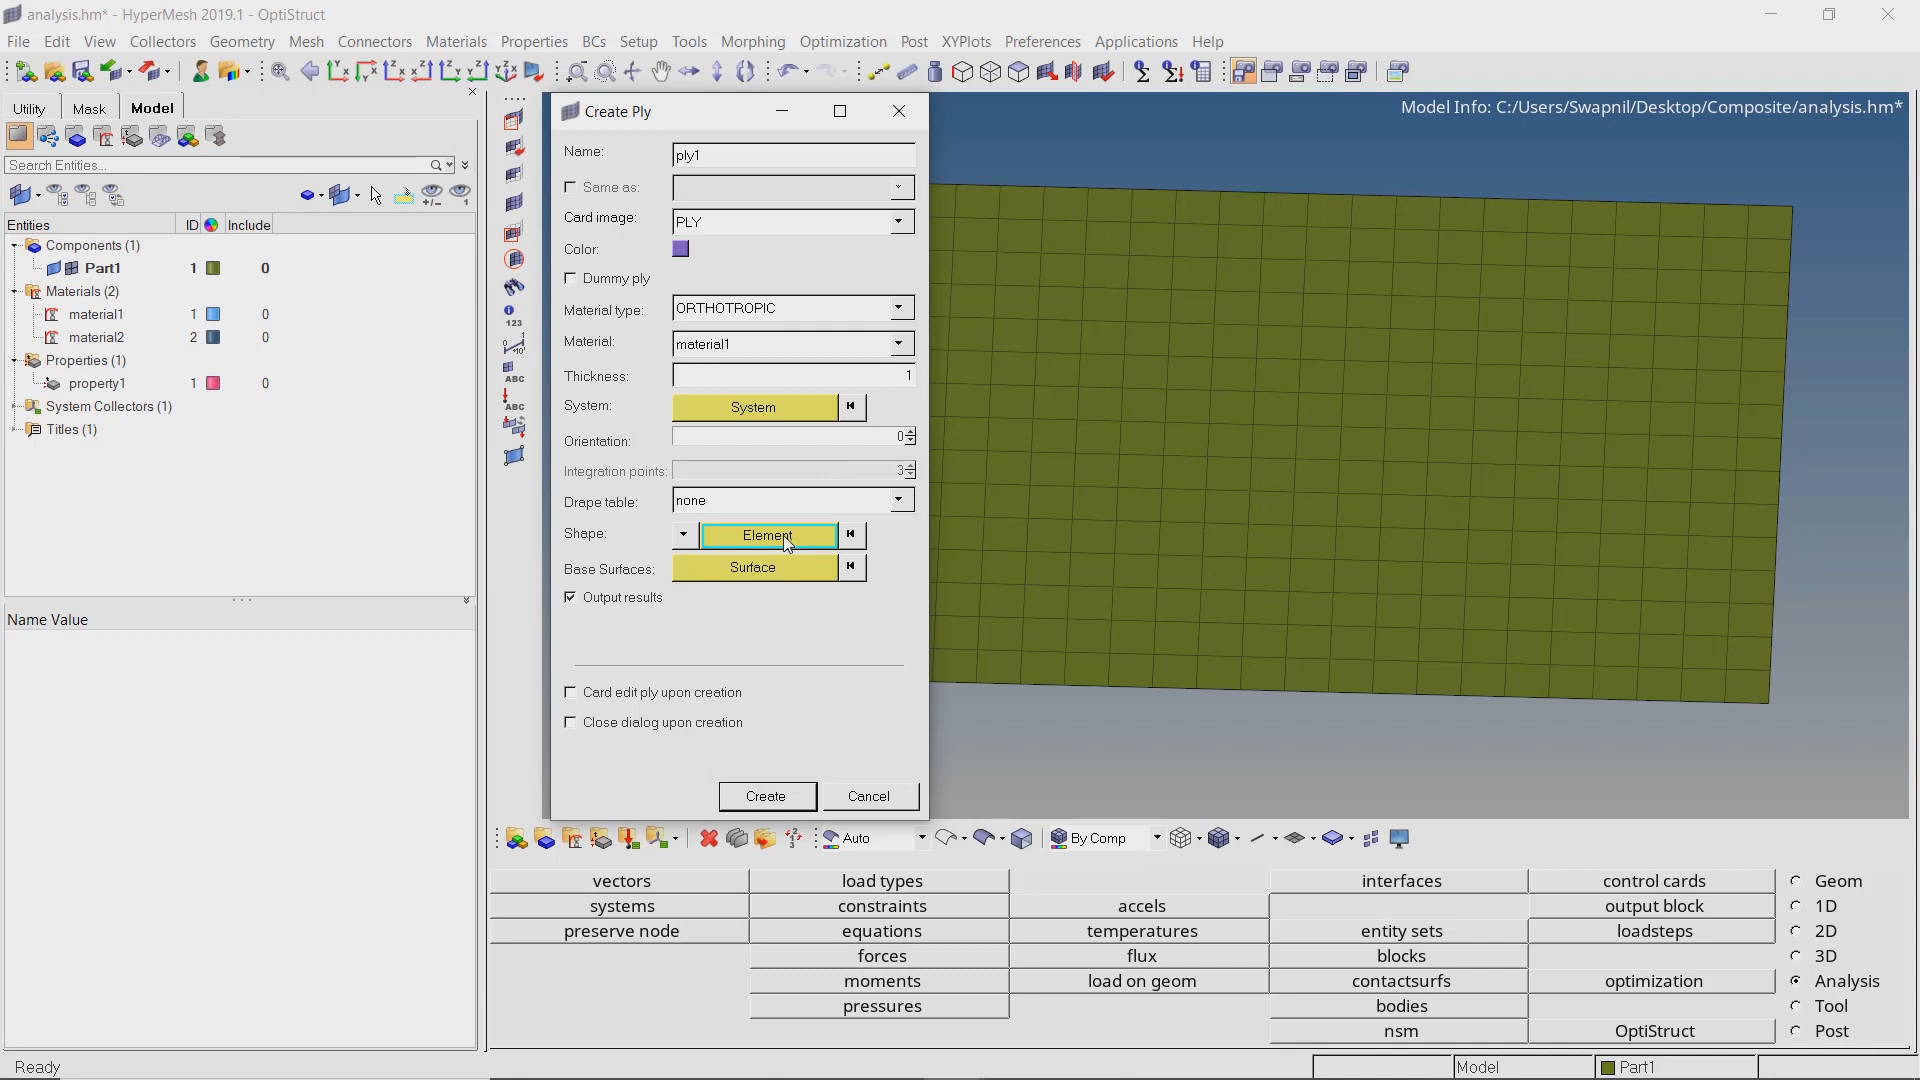 analysis.hm* - HyperMesh 2019.1 - OptiStruct
File Edit View Collectors Geometry Mesh Connectors Materials Properties BCs Setup Tools Morphing Optimization Post XYPlots Preferences Applications Help
Utility Mask Model
Search Entities...
Entities ID Include
Components (1)
Part1 1 0
Materials (2)
material1 1 0
material2 2 0
Properties (1)
property1 1 0
System Collectors (1)
Titles (1)
Name Value
123
ABC
ABC
Create Ply
Name: ply1
Same as:
Card image: PLY
Color:
Dummy ply
Material type: ORTHOTROPIC
Material: material1
Thickness: 1
System: System
Orientation: 0
Integration points: 3
Drape table: none
Shape: Element
Base Surfaces: Surface
Output results
Card edit ply upon creation
Close dialog upon creation
Create Cancel
Model Info: C:/Users/Swapnil/Desktop/Composite/analysis.hm*
Auto By Comp
vectors load types interfaces control cards Geom
systems constraints accels output block 1D
preserve node equations temperatures entity sets loadsteps 2D
forces flux blocks 3D
moments load on geom contactsurfs optimization Analysis
pressures bodies Tool
nsm OptiStruct Post
Ready Model Part1